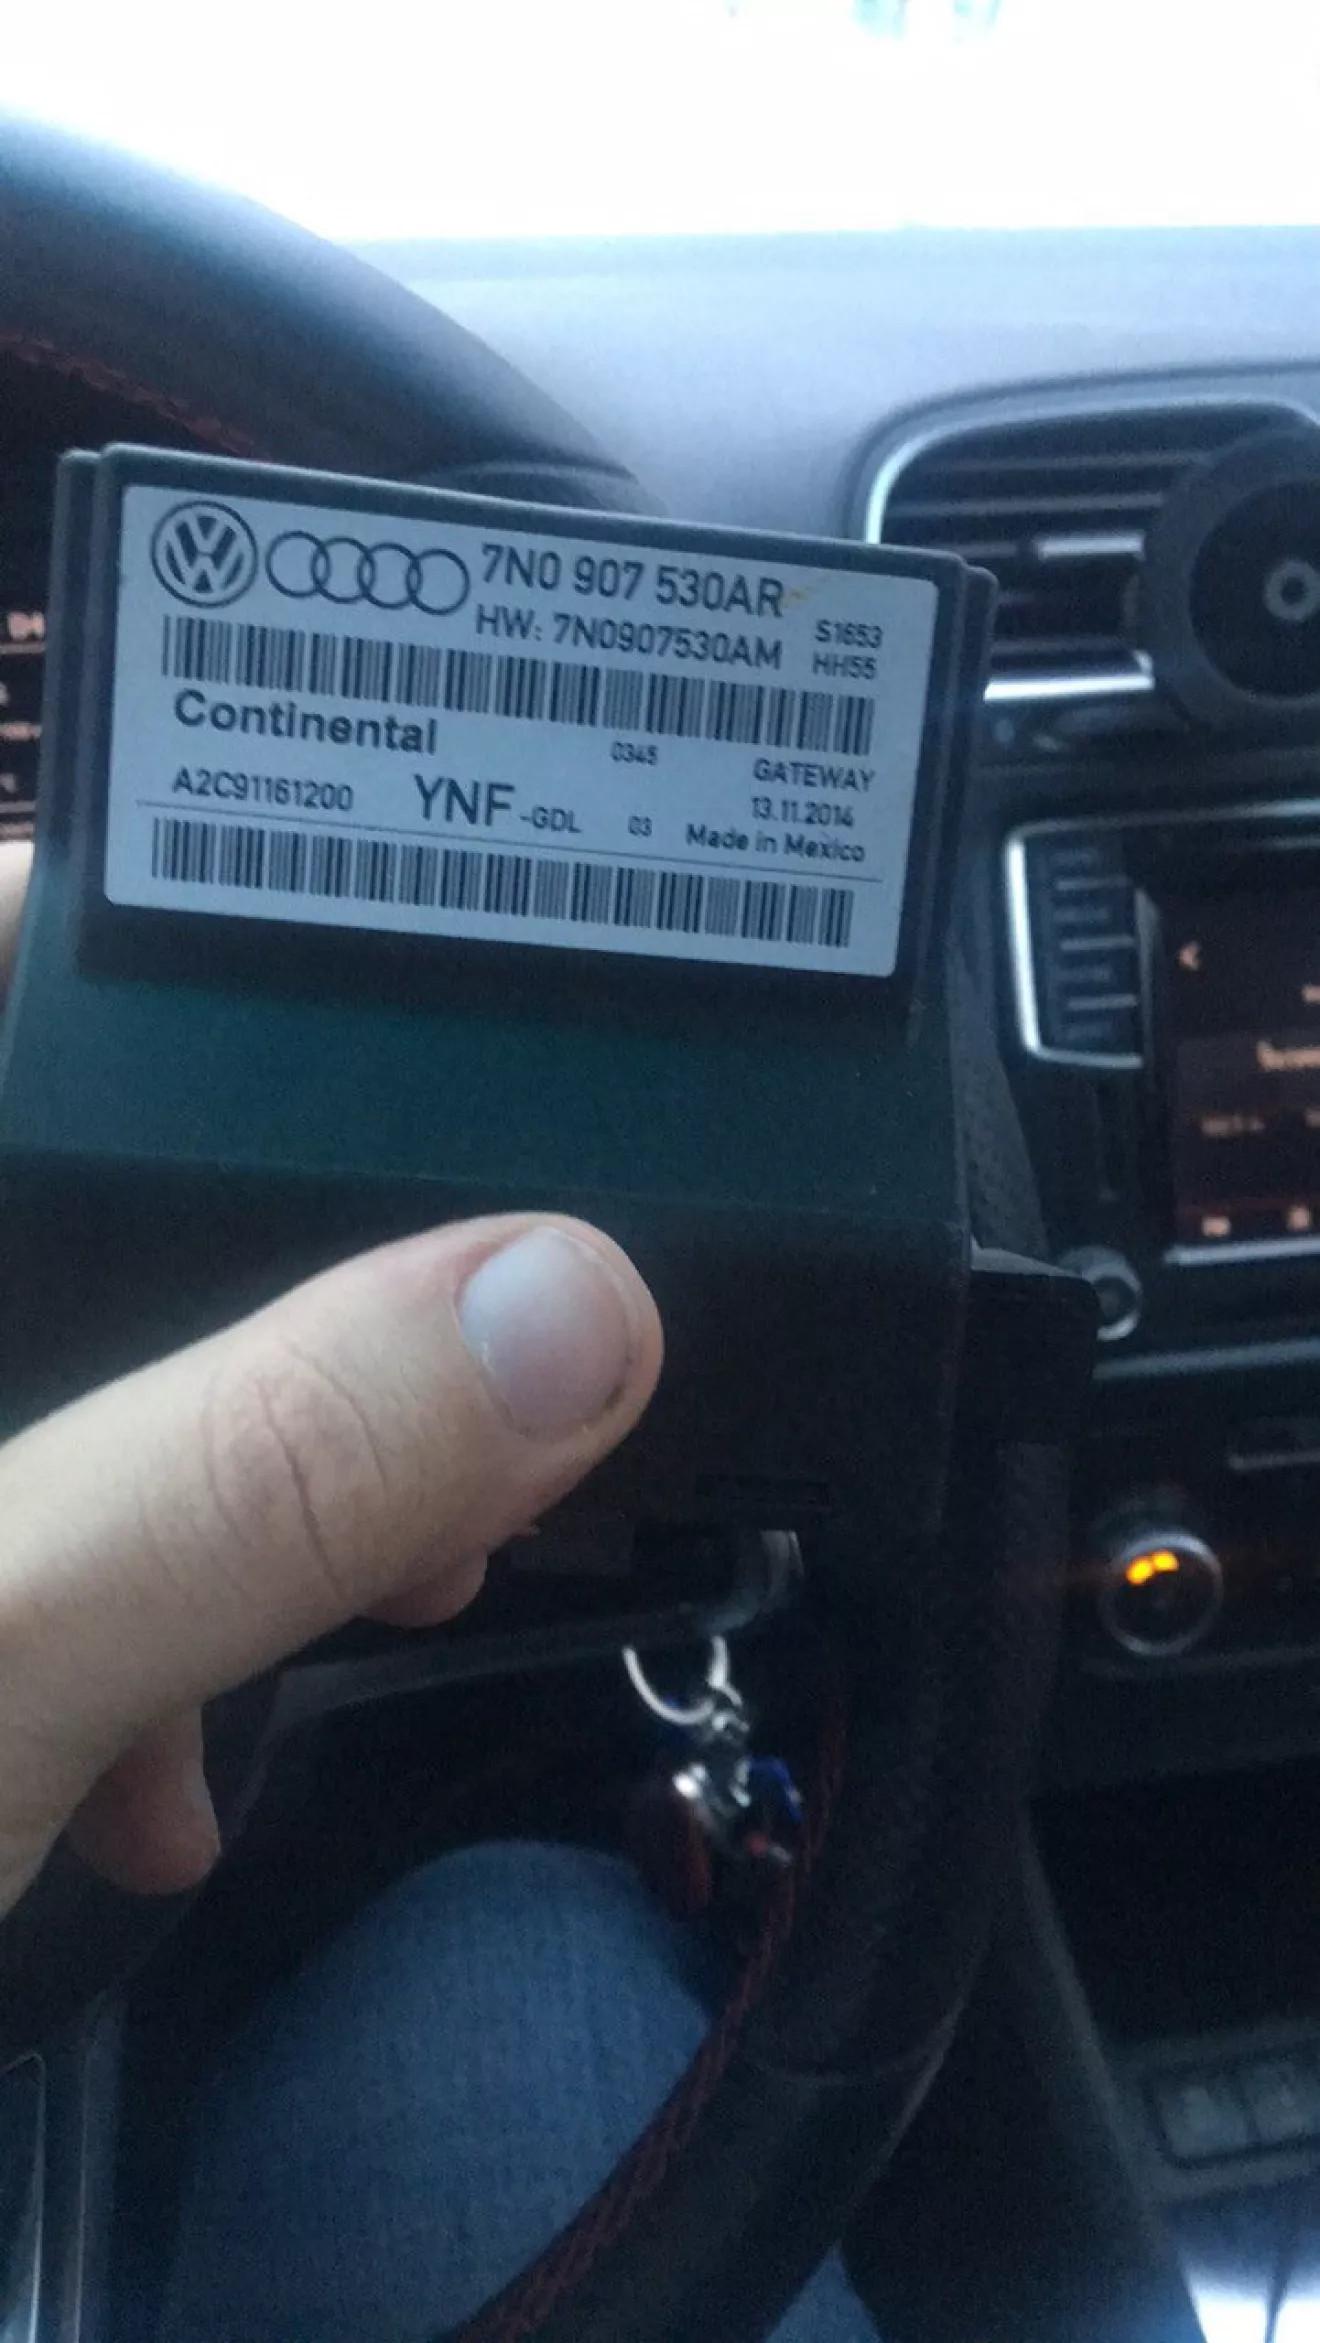 7N0 907 530AR
HW: 7N0907530AM
S1653
HH55
Continental
0345
GATEWAY
A2C91161200
YNF-GDL
03
13.11.2014
Made in Mexico